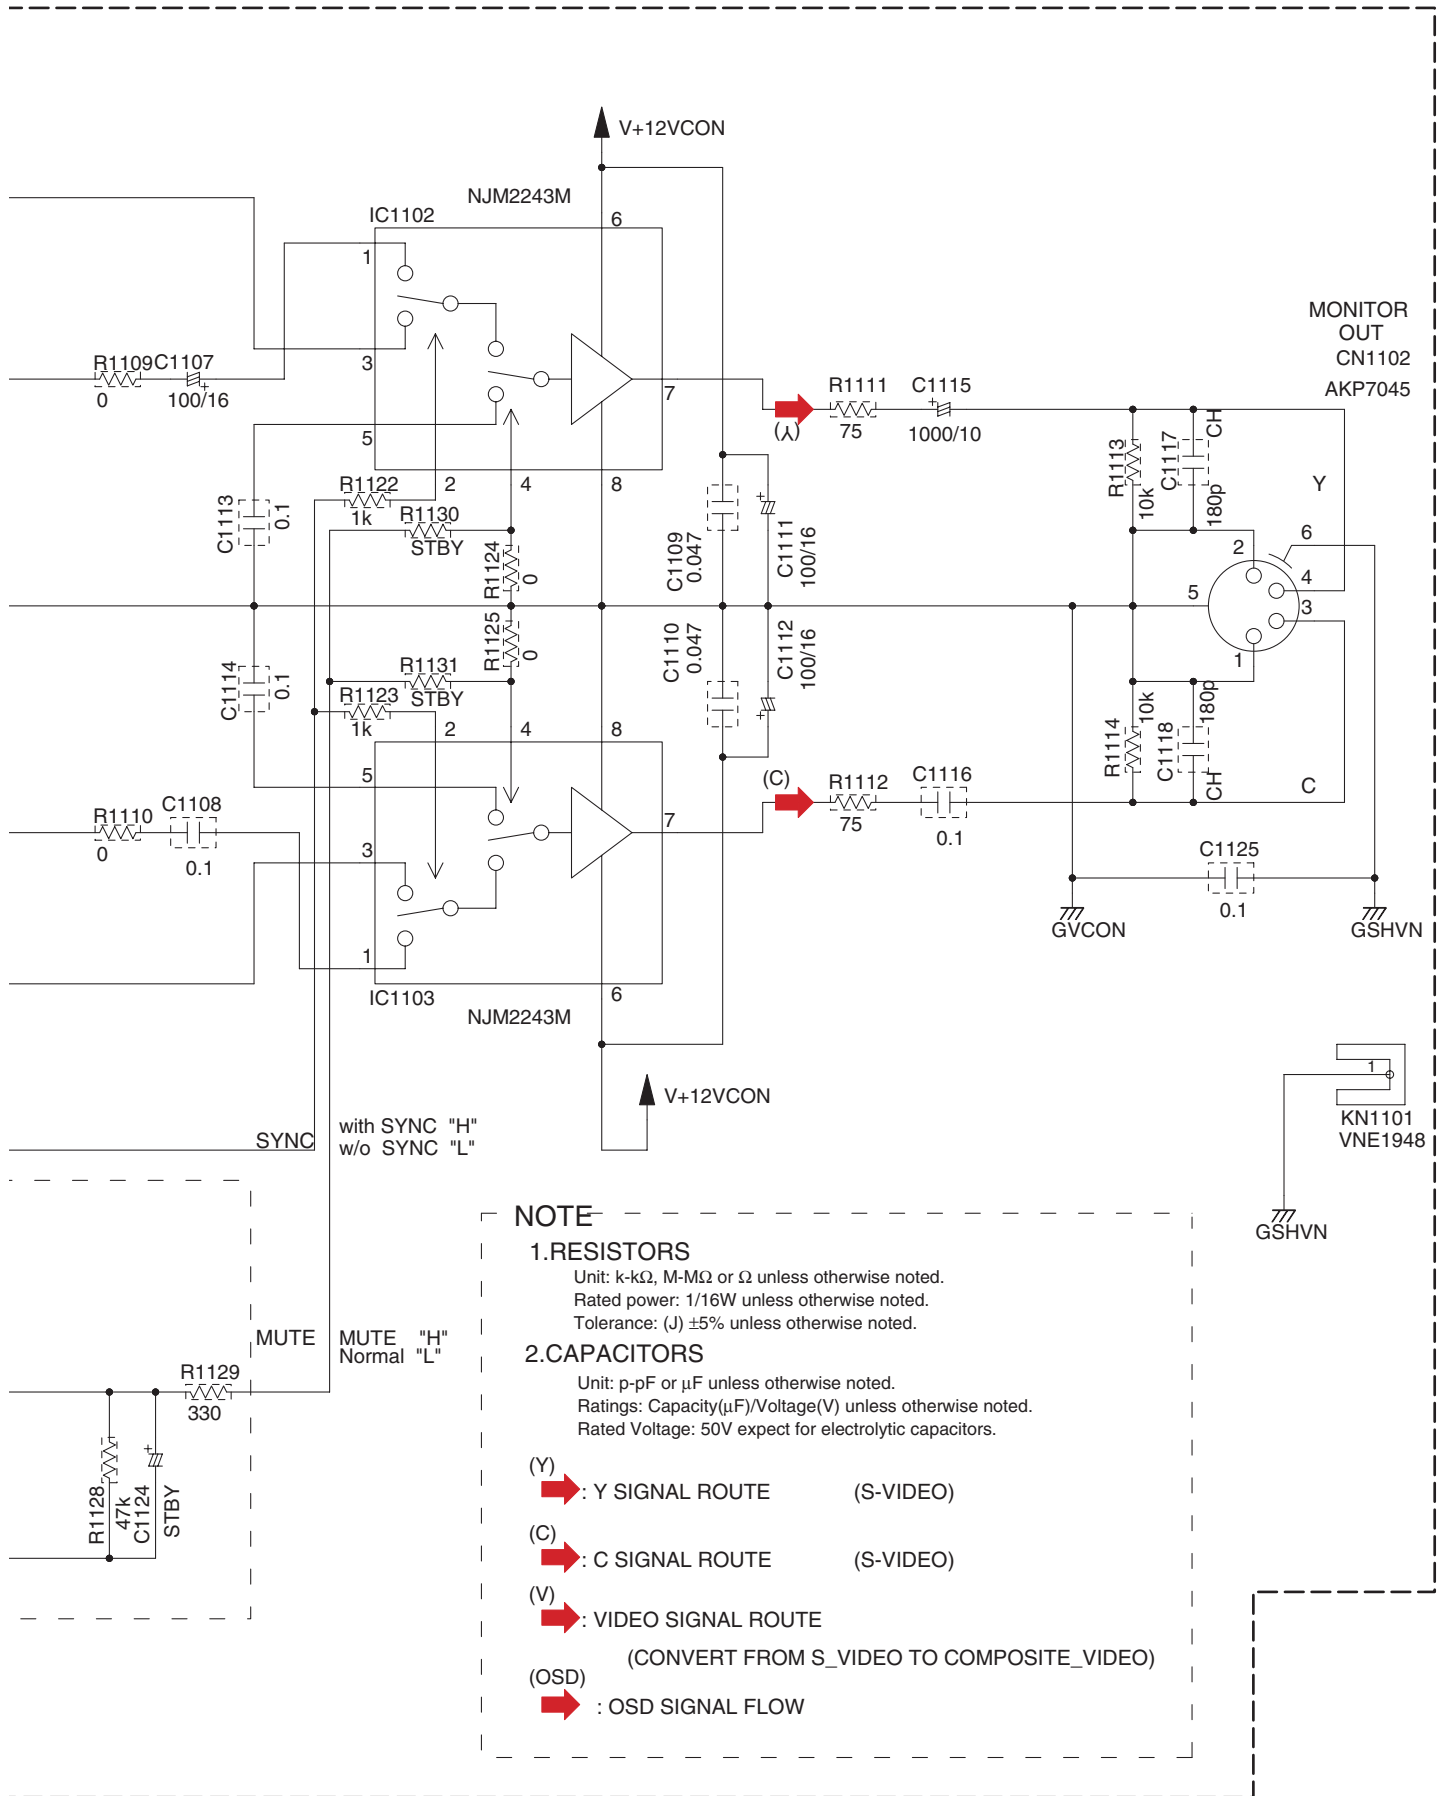 V+12VCON
NJM2243M
IC1102
6
1
3
5
7
2
4
8
R1109
C1107
0
100/16
+
MONITOR
OUT
CN1102
AKP7045
R1111
C1115
+
(Y)
75
1000/10
R1113
10k
C1117
CH
180p
Y
R1122
1k
R1130
STBY
C1113
0.1
R1124
0
C1109
0.047
+
C1111
100/16
2
6
4
5
3
1
C1114
0.1
R1125
0
R1131
STBY
R1123
1k
C1110
0.047
C1112
100/16
+
2
4
8
R1114
10k
C1118
180p
CH
C
5
3
1
7
6
(C)
R1112
C1116
75
0.1
R1110
C1108
0
0.1
C1125
0.1
GVCON
GSHVN
IC1103
NJM2243M
V+12VCON
1
KN1101
VNE1948
GSHVN
SYNC
with SYNC "H"
w/o SYNC "L"
MUTE
MUTE "H"
Normal "L"
R1129
330
R1128
47k
+
C1124
STBY
NOTE
1.RESISTORS
Unit: k-kΩ, M-MΩ or Ω unless otherwise noted.
Rated power: 1/16W unless otherwise noted.
Tolerance: (J) ±5% unless otherwise noted.
2.CAPACITORS
Unit: p-pF or µF unless otherwise noted.
Ratings: Capacity(µF)/Voltage(V) unless otherwise noted.
Rated Voltage: 50V expect for electrolytic capacitors.
(Y)
: Y SIGNAL ROUTE (S-VIDEO)
(C)
: C SIGNAL ROUTE (S-VIDEO)
(V)
: VIDEO SIGNAL ROUTE
(CONVERT FROM S_VIDEO TO COMPOSITE_VIDEO)
(OSD)
: OSD SIGNAL FLOW